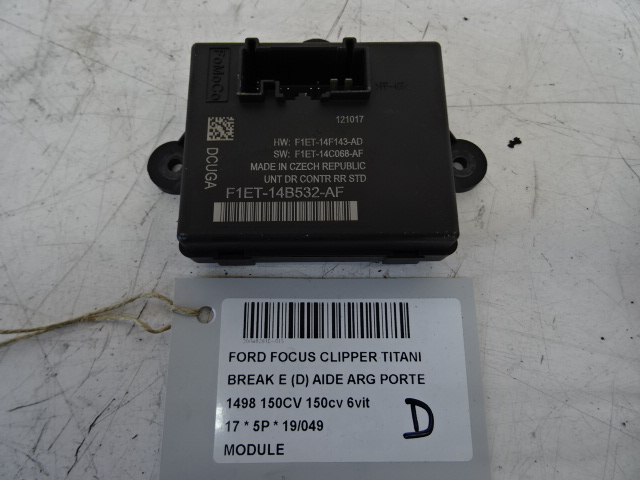 FoMoCo
121017
HW: F1ET-14F143-AD
SW: F1ET-14C066-AF
MADE IN CZECH REPUBLIC
UNT DR CONTR RR STD
DCUGA
F1ET-14B532-AF
FORD FOCUS CLIPPER TITANI
BREAK E (D) AIDE ARG PORTE
1498 150CV 150cv 6vit
17 * 5P * 19/049
MODULE
D